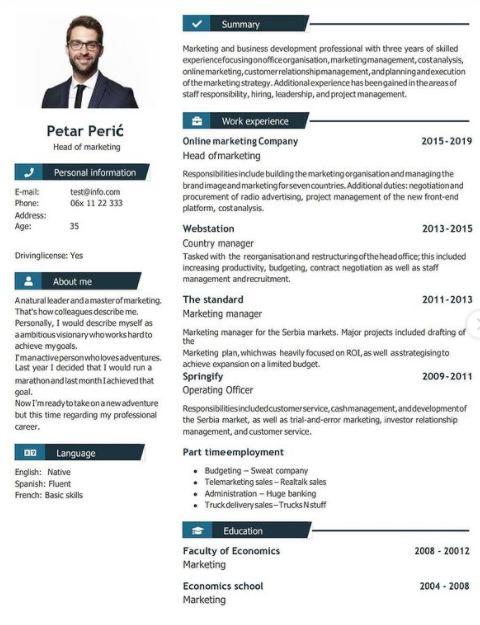 Petar Perić
Head of marketing
Personal information
E-mail: test@info.com
Phone: 06x 11 22 333
Address:
Age: 35
Drivinglicense: Yes
About me
A natural leader and a master of marketing.
That's how colleagues describe me.
Personally, I would describe myself as
a ambitious visionary who works hard to
achieve my goals.
I'm an active person who loves adventures.
Last year I decided that I would run a
marathon and last month I achieved that
goal.
Now I'm ready to take on a new adventure
but this time regarding my professional
career.
Language
English: Native
Spanish: Fluent
French: Basic skills
Summary
Marketing and business development professional with three years of skilled
experience focusing on office organisation, marketing management, cost analysis,
online marketing, customer relationship management, and planning and execution
of the marketing strategy. Additional experience has been gained in the areas of
staff responsibility, hiring, leadership, and project management.
Work experience
Online marketing Company 2015-2019
Head of marketing
Responsibilities include building the marketing organisation and managing the
brand image and marketing for seven countries. Additional duties: negotiation and
procurement of radio advertising, project management of the new front-end
platform, cost analysis.
Webstation 2013-2015
Country manager
Tasked with the reorganisation and restructuring of the head office; this included
increasing productivity, budgeting, contract negotiation as well as staff
management and recruitment.
The standard 2011-2013
Marketing manager
Marketing manager for the Serbia markets. Major projects included drafting of
the
Marketing plan, which was heavily focused on ROI, as well as strategising to
achieve expansion on a limited budget.
Springify 2009-2011
Operating Officer
Responsibilities included customer service, cash management, and development of
the Serbia market, as well as trial-and-error marketing, investor relationship
management, and customer service.
Part time employment
• Budgeting – Sweat company
• Telemarketing sales – Realtalk sales
• Administration – Huge banking
• Truck delivery sales – Trucks N stuff
Education
Faculty of Economics 2008 - 20012
Marketing
Economics school 2004 - 2008
Marketing